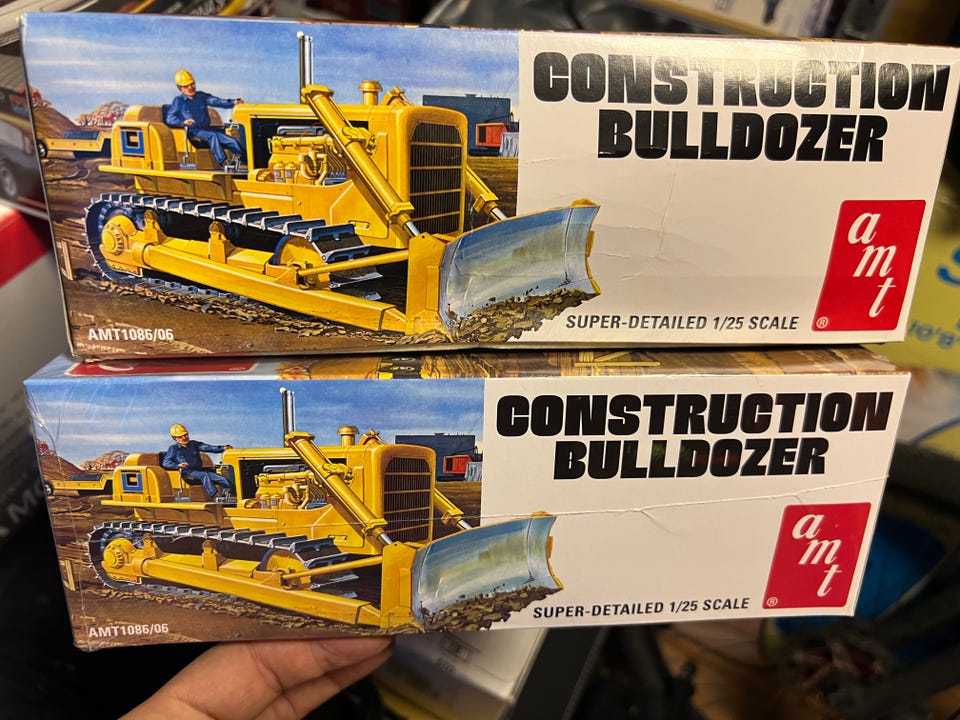 CONSTRUCTION
BULLDOZER
amt
®
SUPER-DETAILED 1/25 SCALE
AMT1086/06
CONSTRUCTION
BULLDOZER
amt
®
SUPER-DETAILED 1/25 SCALE
AMT1086/06